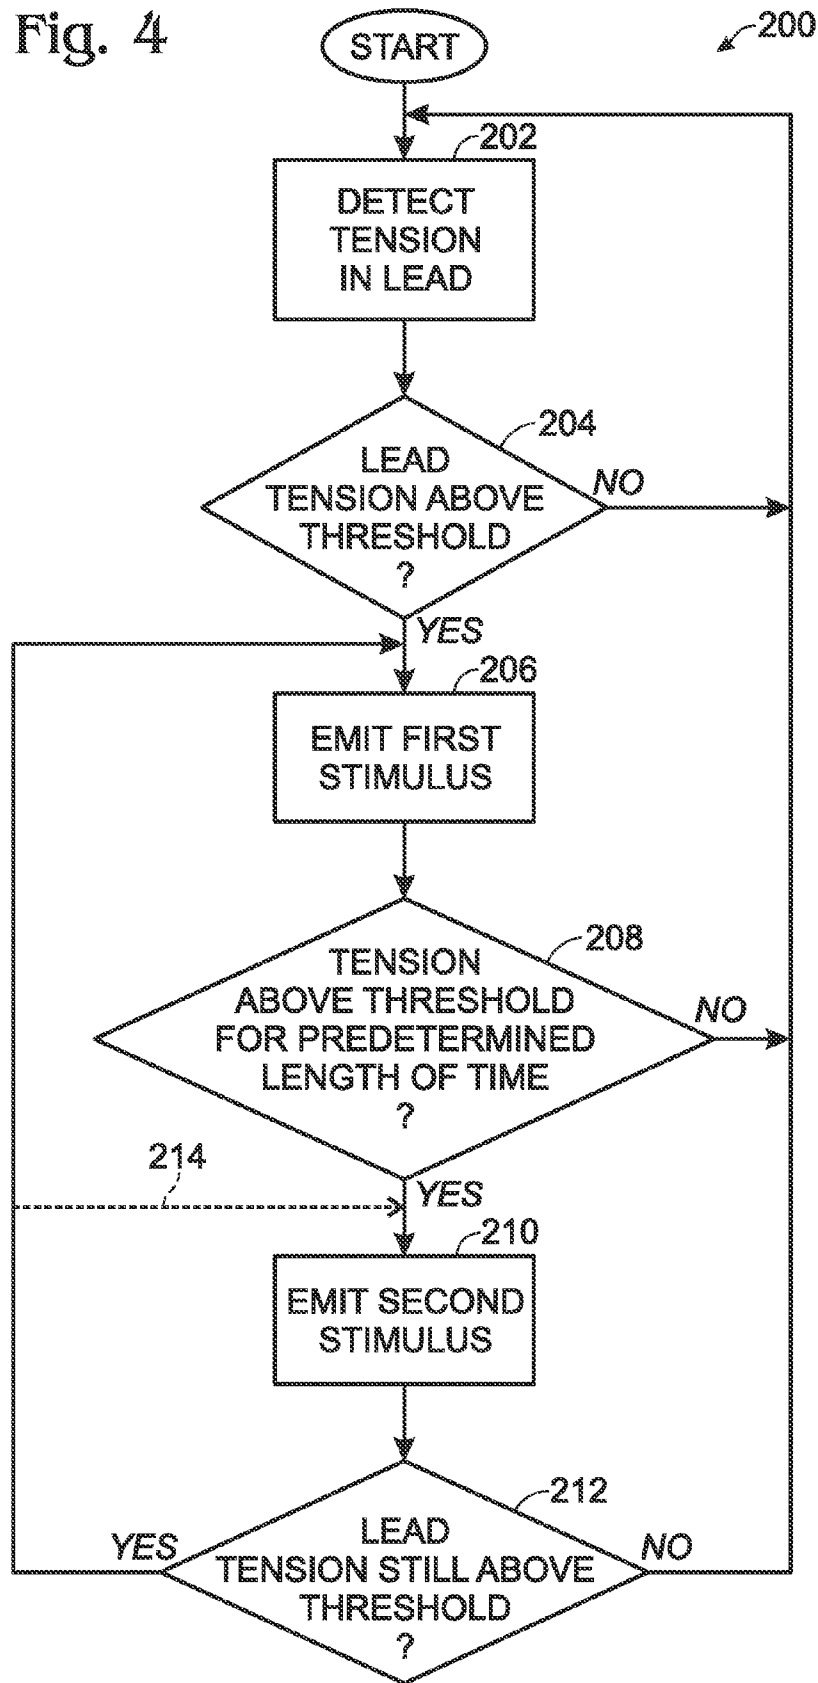 Fig. 4
START
200
202
DETECT
TENSION
IN LEAD
204
LEAD
TENSION ABOVE
THRESHOLD
?
NO
YES
206
EMIT FIRST
STIMULUS
208
TENSION
ABOVE THRESHOLD
FOR PREDETERMINED
LENGTH OF TIME
?
NO
214
YES
210
EMIT SECOND
STIMULUS
212
LEAD
TENSION STILL ABOVE
THRESHOLD
?
YES
NO